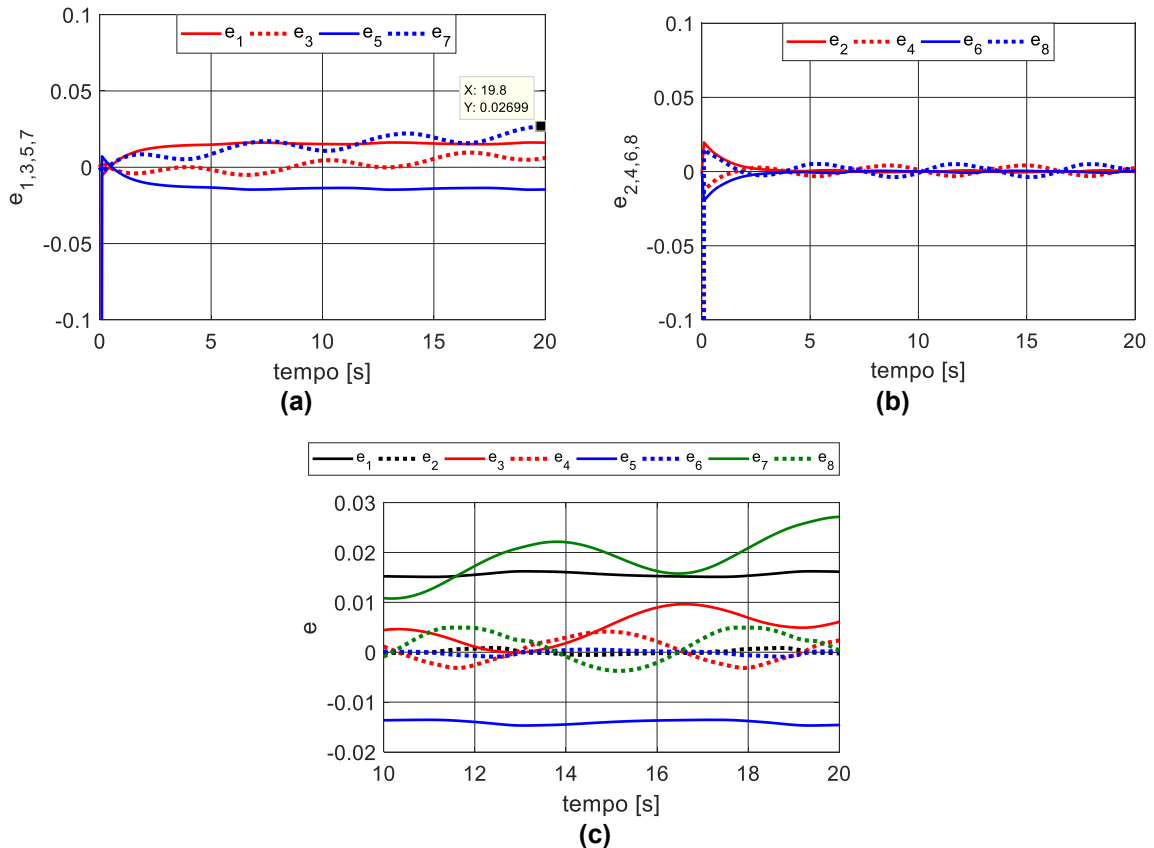 e1 e3 e5 e7
0.1
0.05
0
-0.05
-0.1
e1,3,5,7
X: 19.8
Y: 0.02699
0 5 10 15 20
tempo [s]
(a)
e2 e4 e6 e8
0.1
0.05
0
-0.05
-0.1
e2,4,6,8
0 5 10 15 20
tempo [s]
(b)
e1 e2 e3 e4 e5 e6 e7 e8
0.03
0.02
0.01
0
-0.01
-0.02
e
10 12 14 16 18 20
tempo [s]
(c)